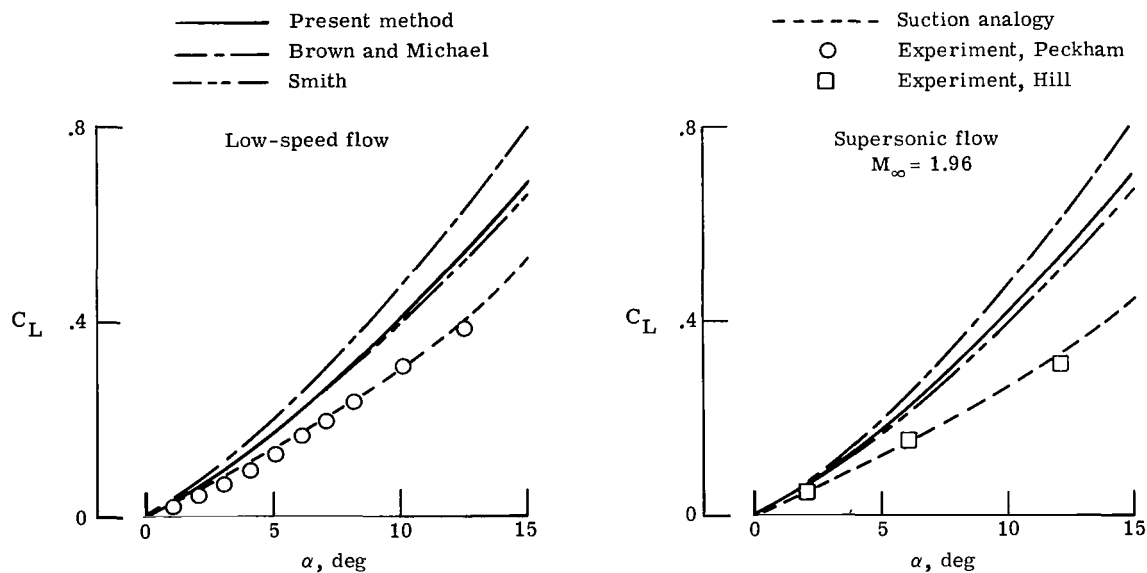 Present method
Brown and Michael
Smith
Suction analogy
Experiment, Peckham
Experiment, Hill
Low-speed flow
.8
.4
0
C_L
0 5 10 15
α, deg
Supersonic flow
M_∞ = 1.96
.8
.4
0
C_L
0 5 10 15
α, deg